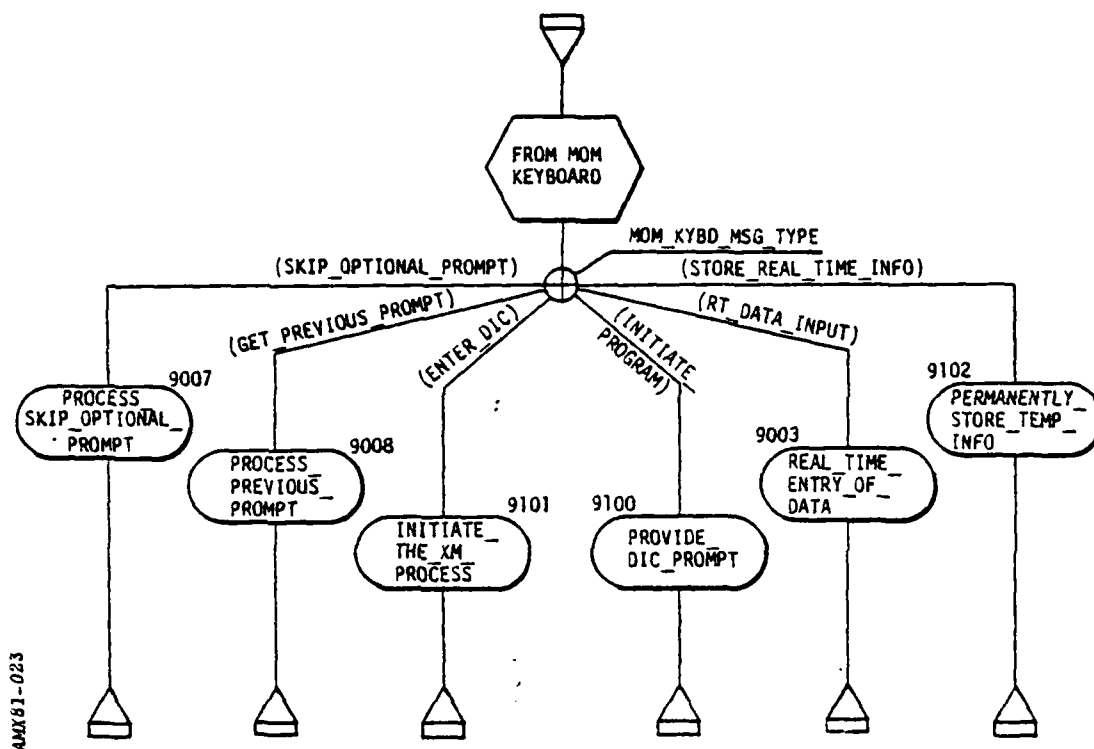 FROM MOM
KEYBOARD
MOM_KYBD_MSG_TYPE
(SKIP_OPTIONAL_PROMPT)
(STORE_REAL_TIME_INFO)
(GET_PREVIOUS_PROMPT)
(ENTER_DIC)
(INITIATE_
PROGRAM)
(RT_DATA_INPUT)
9007
PROCESS_
SKIP_OPTIONAL_
PROMPT
9008
PROCESS_
PREVIOUS_
PROMPT
9101
INITIATE_
THE_XM_
PROCESS
9100
PROVIDE_
DIC_PROMPT
9003
REAL_TIME_
ENTRY_OF_
DATA
9102
PERMANENTLY_
STORE_TEMP_
INFO
AMX81-023